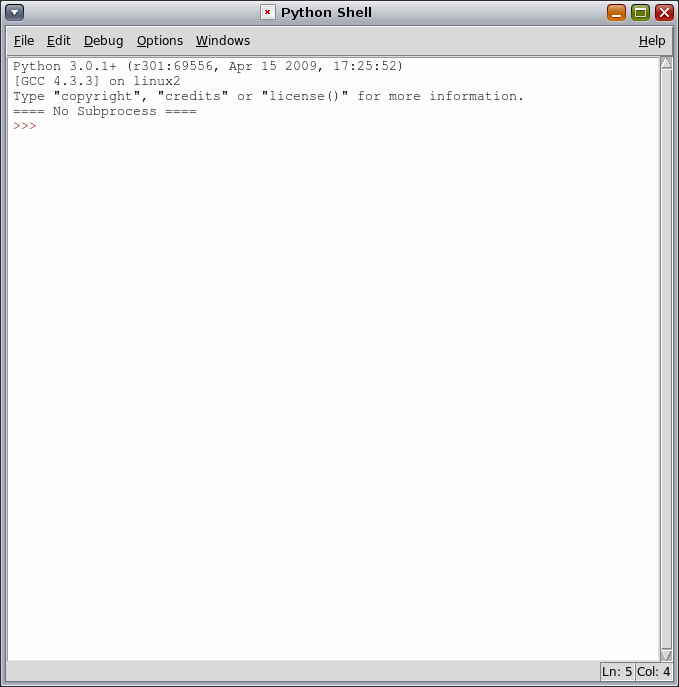 Python Shell
File Edit Debug Options Windows Help
Python 3.0.1+ (r301:69556, Apr 15 2009, 17:25:52)
[GCC 4.3.3] on linux2
Type "copyright", "credits" or "license()" for more information.
==== No Subprocess ====
>>>
Ln: 5 Col: 4